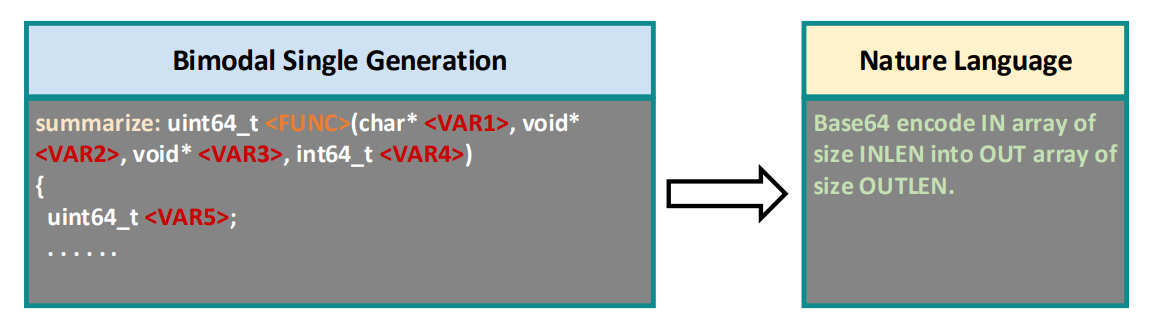 Bimodal Single Generation
summarize: uint64_t <FUNC>(char* <VAR1>, void*
<VAR2>, void* <VAR3>, int64_t <VAR4>)
{
uint64_t <VAR5>;
. . . . . .
Nature Language
Base64 encode IN array of
size INLEN into OUT array of
size OUTLEN.